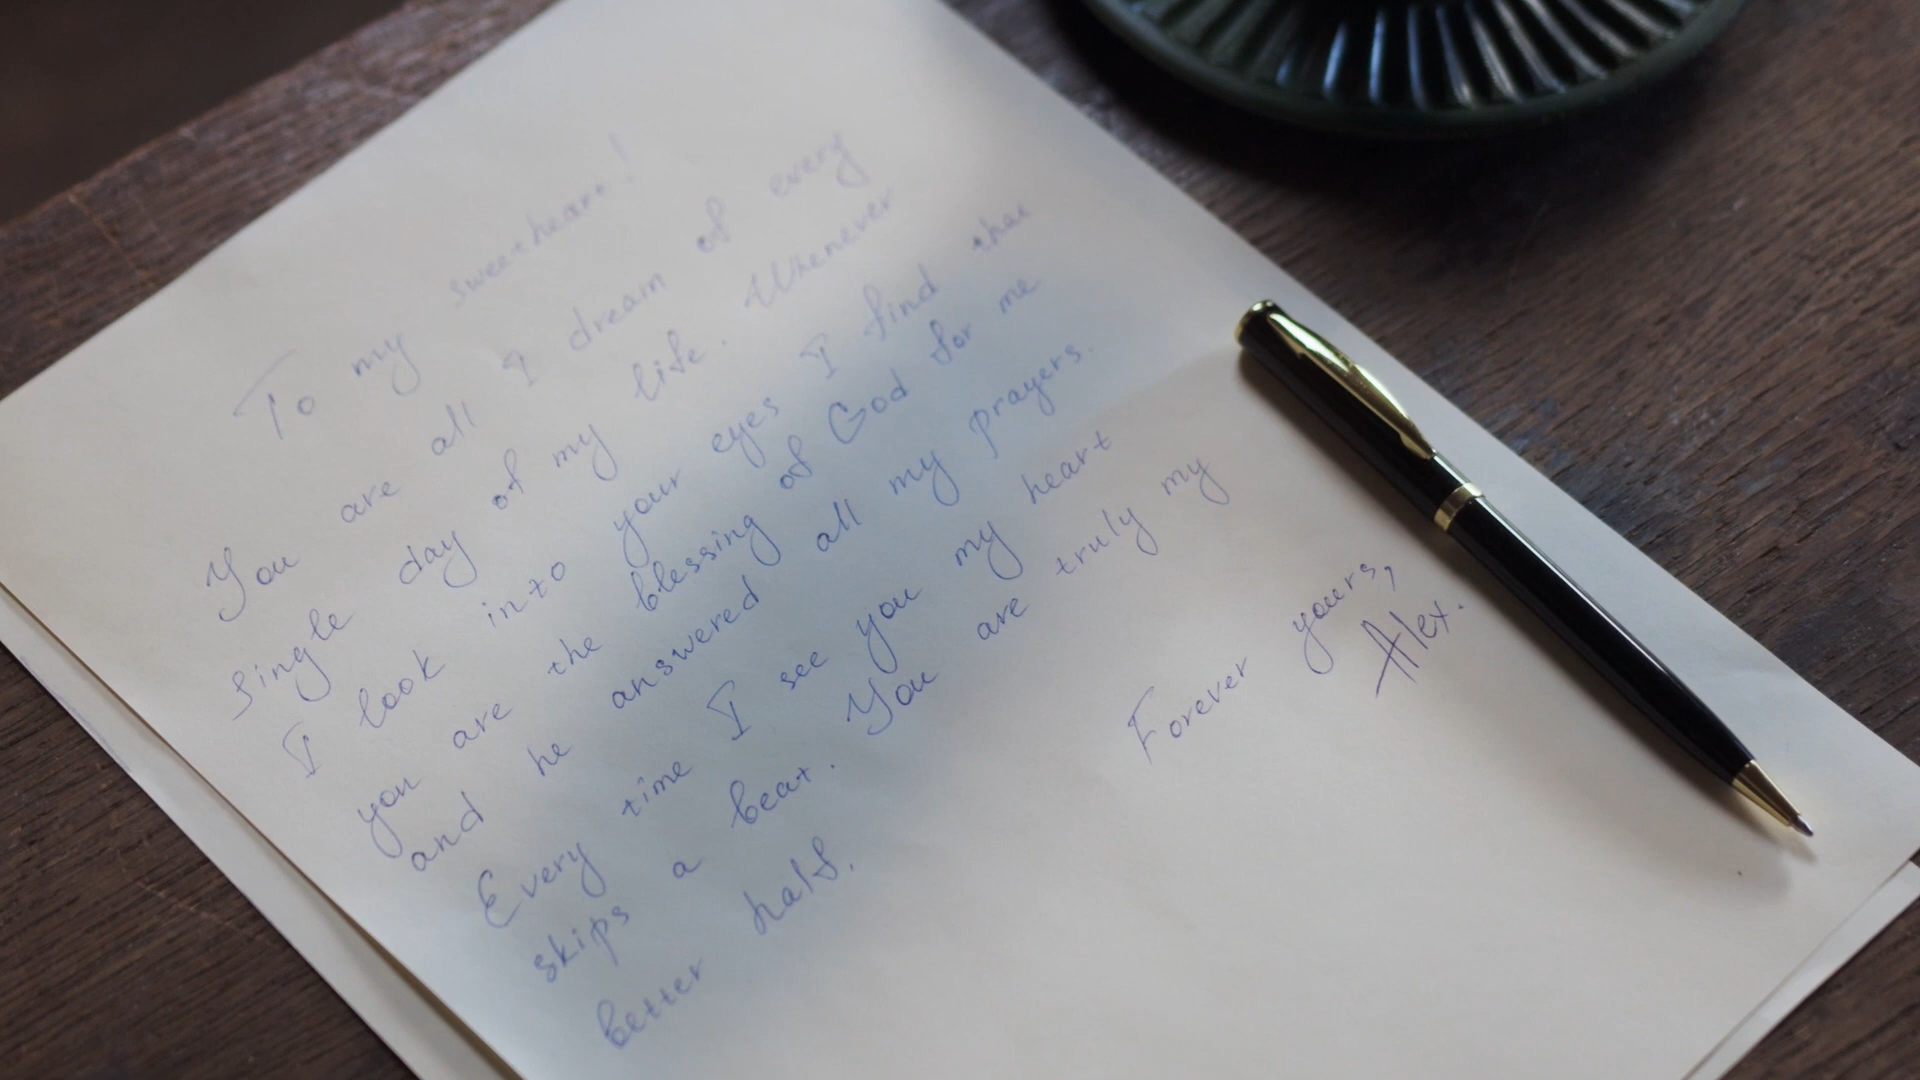 To my sweetheart!
You are all I dream of every
single day of my life. Whenever
I look into your eyes I find that
you are the blessing of God for me
and he answered all my prayers.
Every time I see you my heart
skips a beat. You are truly my
better half.
Forever yours,
Alex.